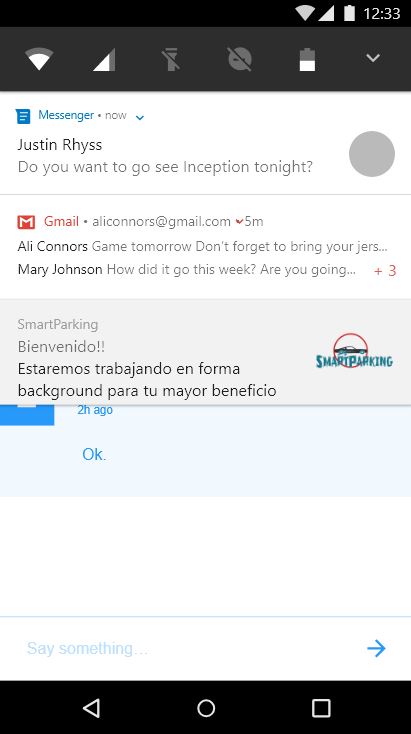 12:33
Messenger • now
Justin Rhyss
Do you want to go see Inception tonight?
Gmail • aliconnors@gmail.com 5m
Ali Connors Game tomorrow Don't forget to bring your jers...
Mary Johnson How did it go this week? Are you going...
+ 3
SmartParking
Bienvenido!!
SMARTPARKING
Estaremos trabajando en forma
background para tu mayor beneficio
2h ago
Ok.
Say something...